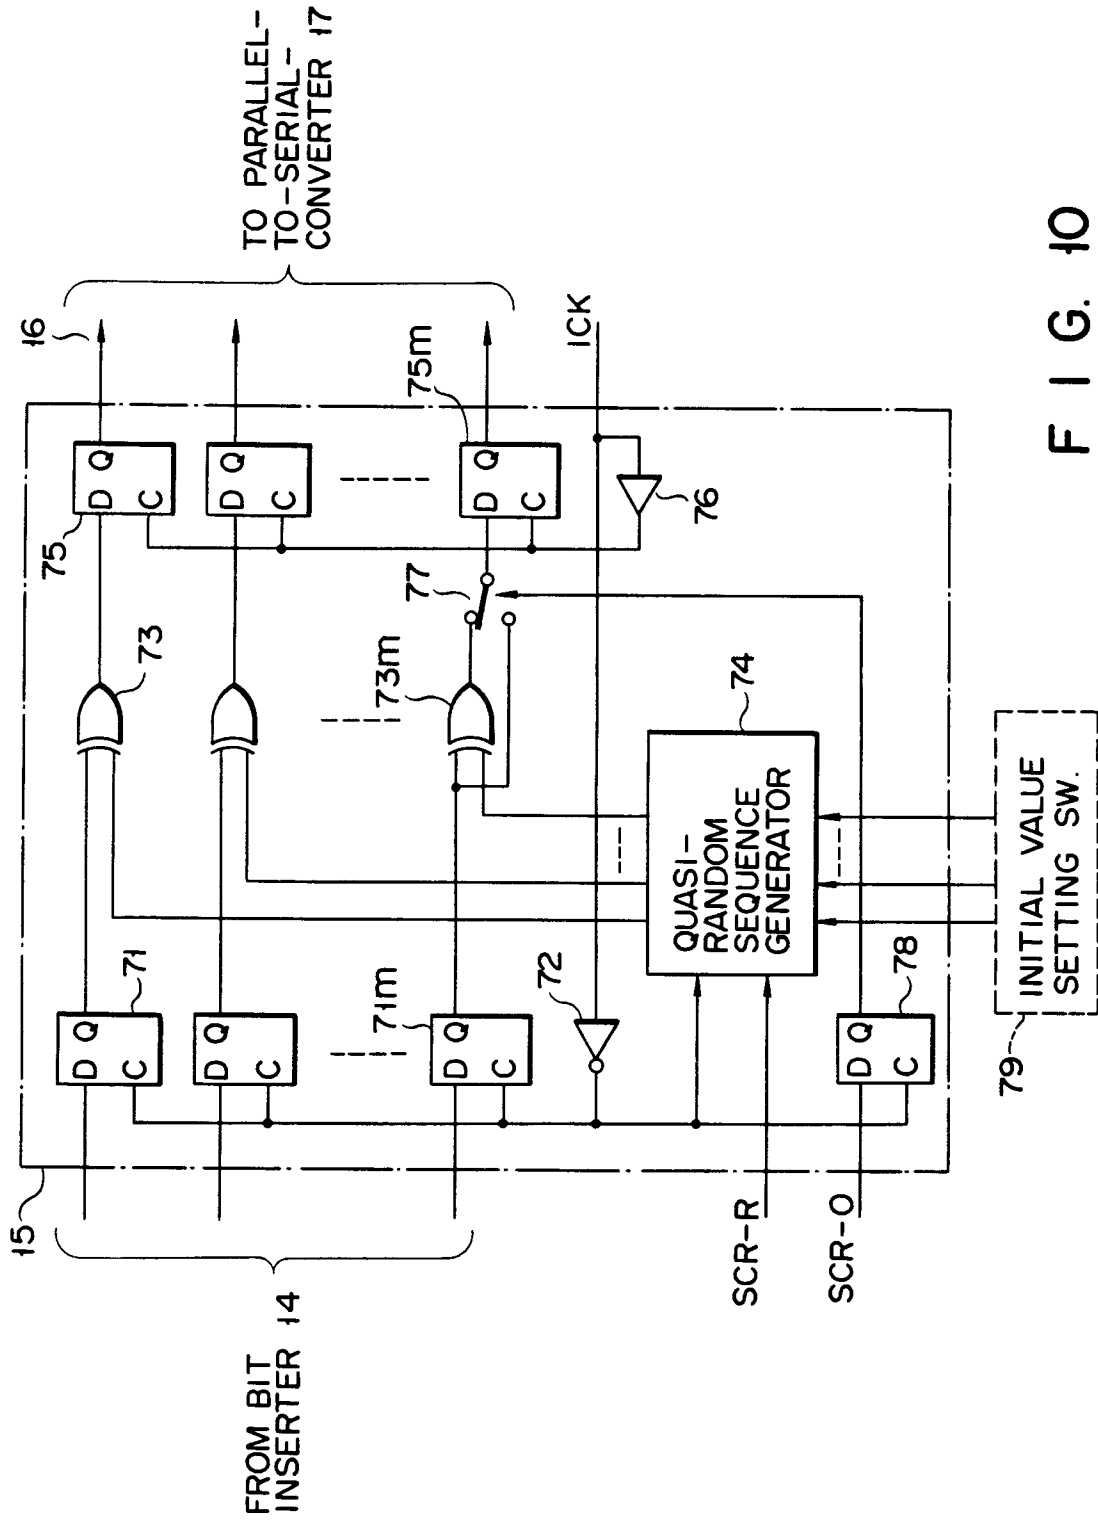 FROM BIT
INSERTER 14
15
D Q
C
71
D Q
C
D Q
C
71m
72
SCR-R
SCR-O
D Q
C
78
73
73m
77
QUASI-
RANDOM
SEQUENCE
GENERATOR
74
INITIAL VALUE
SETTING SW.
79
D Q
C
75
D Q
C
D Q
C
75m
76
ICK
16
TO PARALLEL-
TO-SERIAL-
CONVERTER 17
FIG. 10